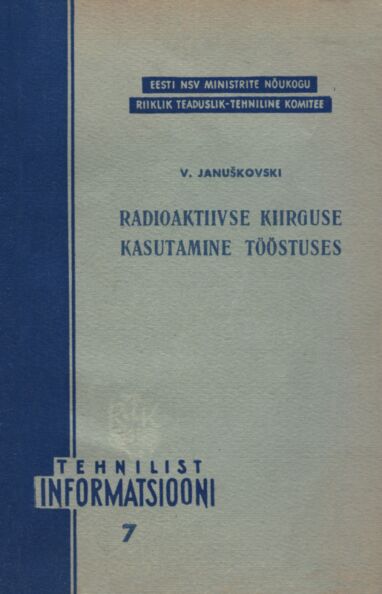 EESTI NSV MINISTRITE NÕUKOGU
RIIKLIK TEADUSLIK-TEHNILINE KOMITEE
V. JANUŠKOVSKI
RADIOAKTIIVSE KIIRGUSE
KASUTAMINE TÖÖSTUSES
TEHNILIST
INFORMATSIOONI
7